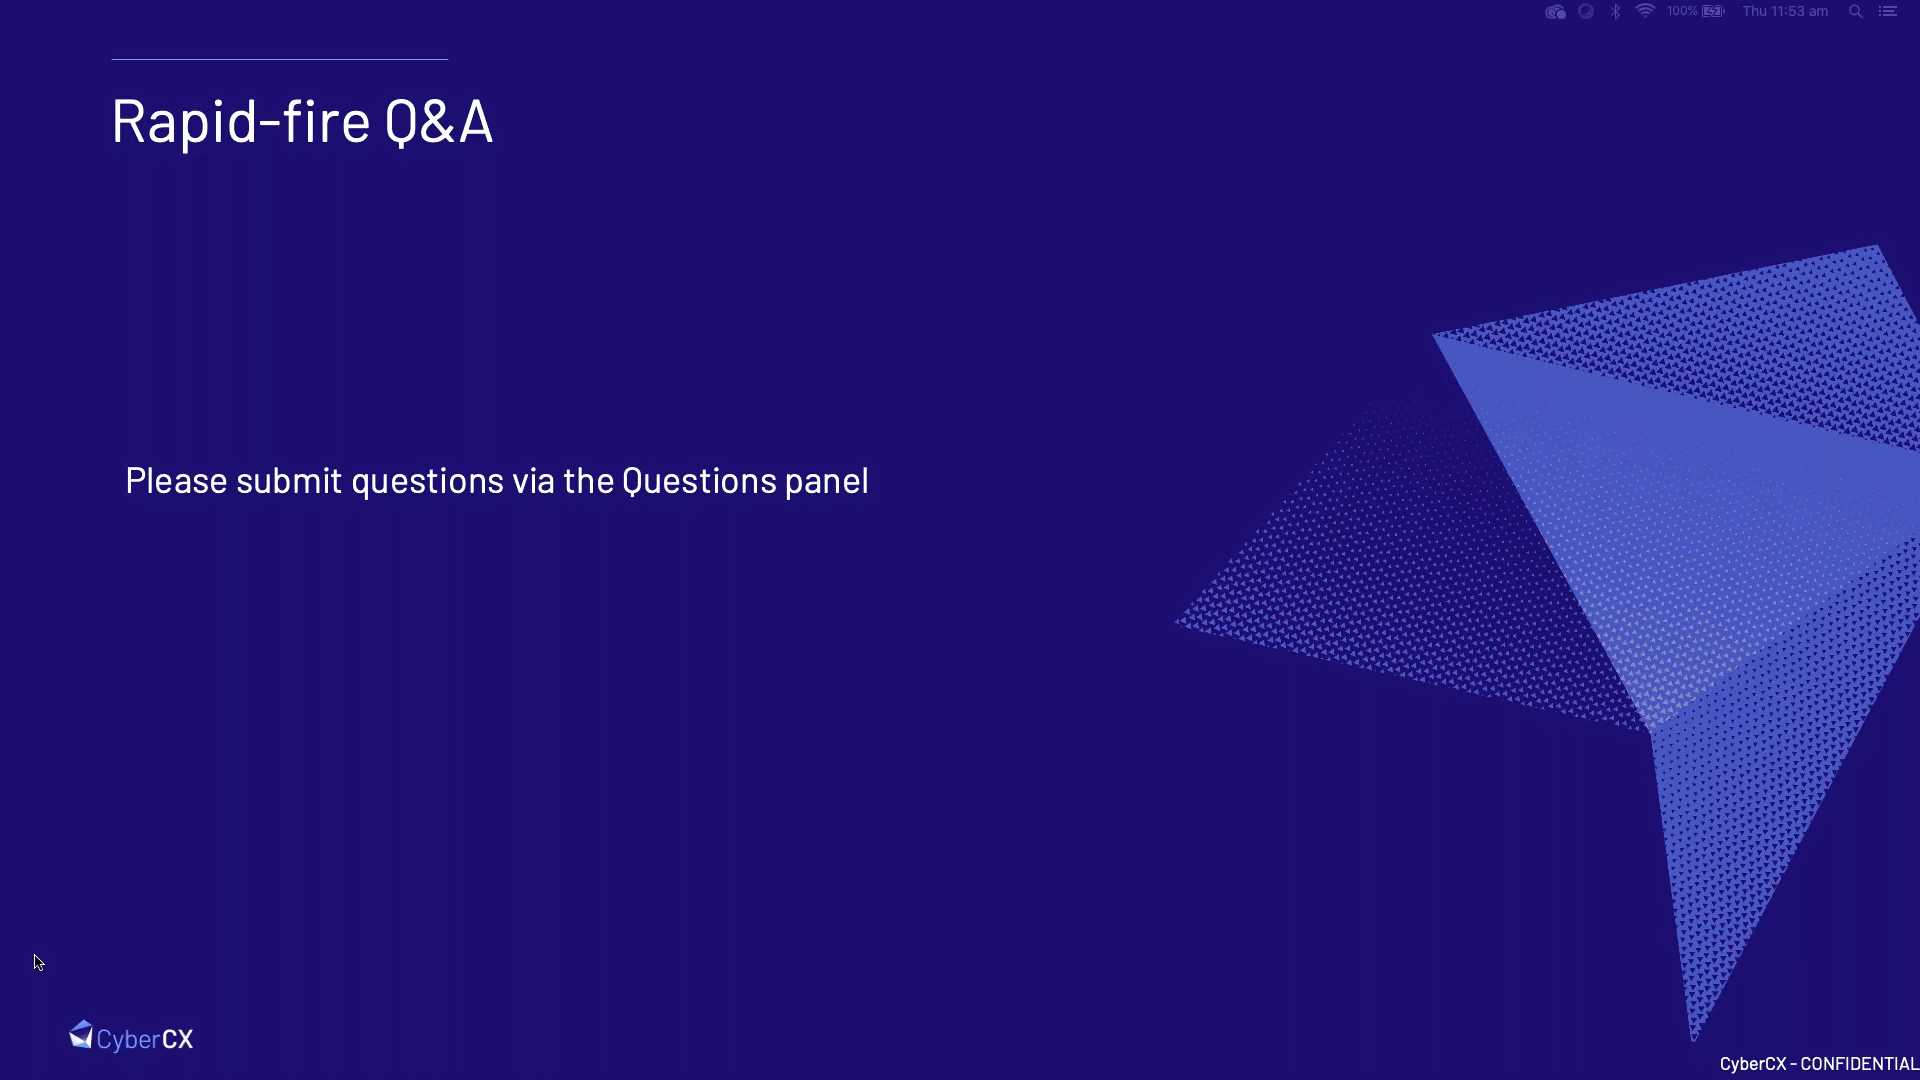 100% Thu 11:53 am
Rapid-fire Q&A
Please submit questions via the Questions panel
CyberCX
CyberCX - CONFIDENTIAL